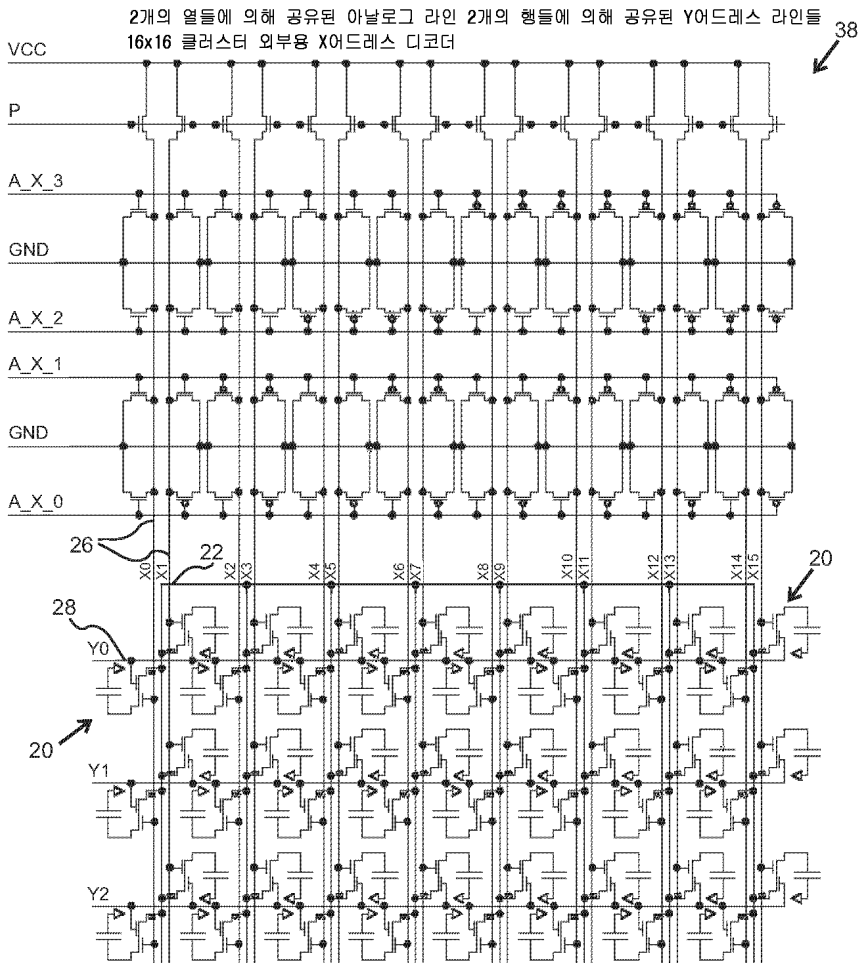 2개의 열들에 의해 공유된 아날로그 라인 2개의 행들에 의해 공유된 Y어드레스 라인들
16x16 클러스터 외부용 X어드레스 디코더
38
VCC
P
A_X_3
GND
A_X_2
A_X_1
GND
A_X_0
26
22
X0 X1 X2 X3 X4 X5 X6 X7 X8 X9 X10 X11 X12 X13 X14 X15
20
28
Y0
20
Y1
Y2